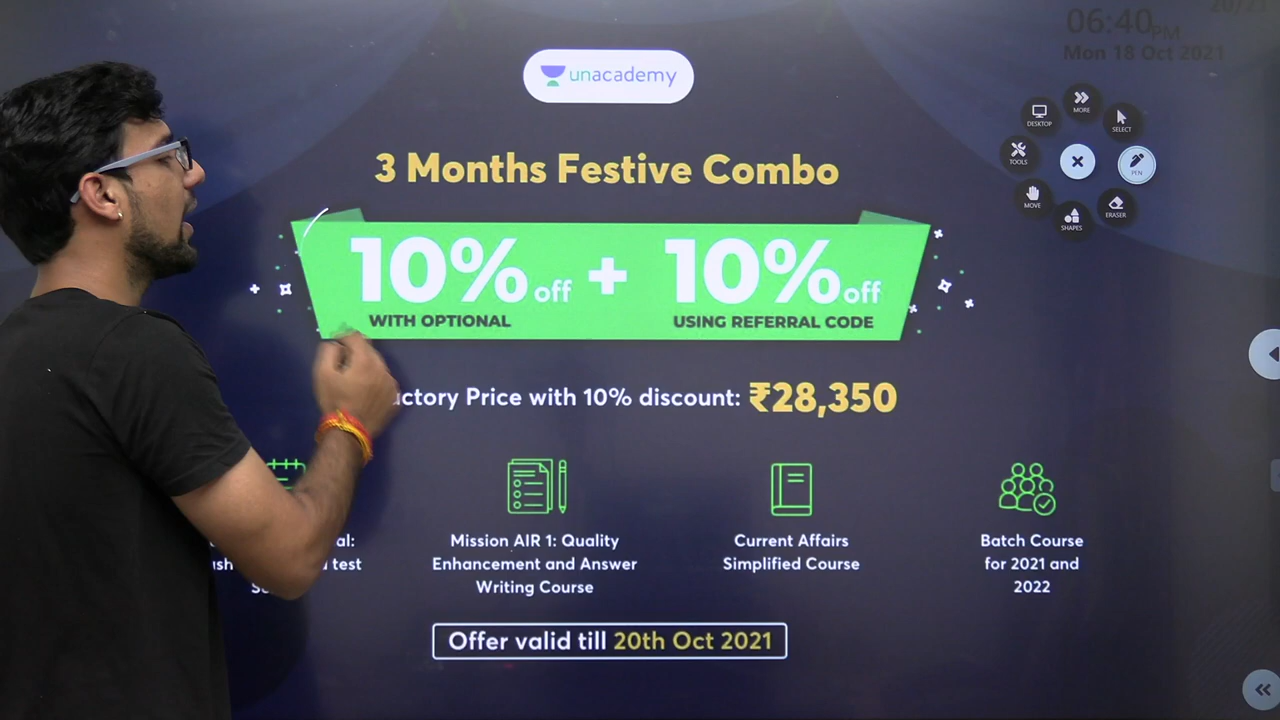 20/21
06:40PM
Mon 18 Oct 2021
unacademy
MORE
DESKTOP
SELECT
TOOLS
PEN
MOVE
ERASER
SHAPES
3 Months Festive Combo
10% off + 10% off
WITH OPTIONAL
USING REFERRAL CODE
Price with 10% discount: ₹28,350
Mission AIR 1: Quality
Enhancement and Answer
Writing Course
Current Affairs
Simplified Course
Batch Course
for 2021 and
2022
test
Offer valid till 20th Oct 2021